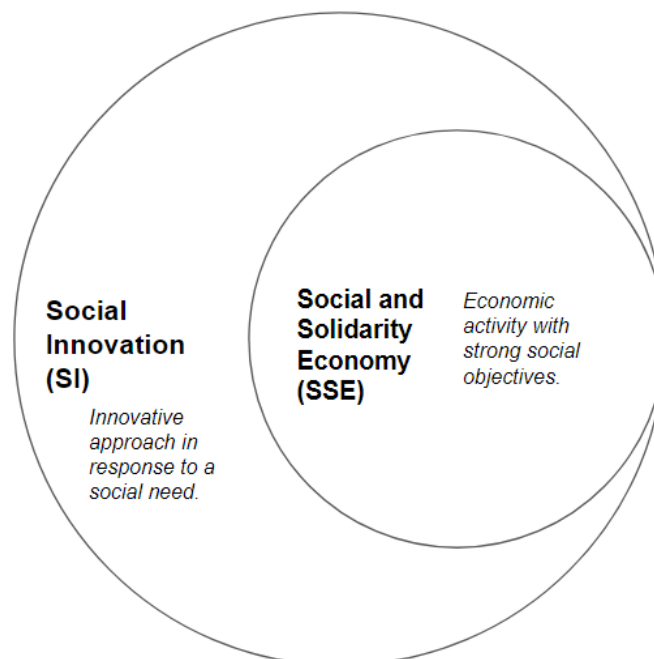 Social
Innovation
(SI)
Innovative
approach in
response to a
social need.
Social and
Solidarity
Economy
(SSE)
Economic
activity with
strong social
objectives.